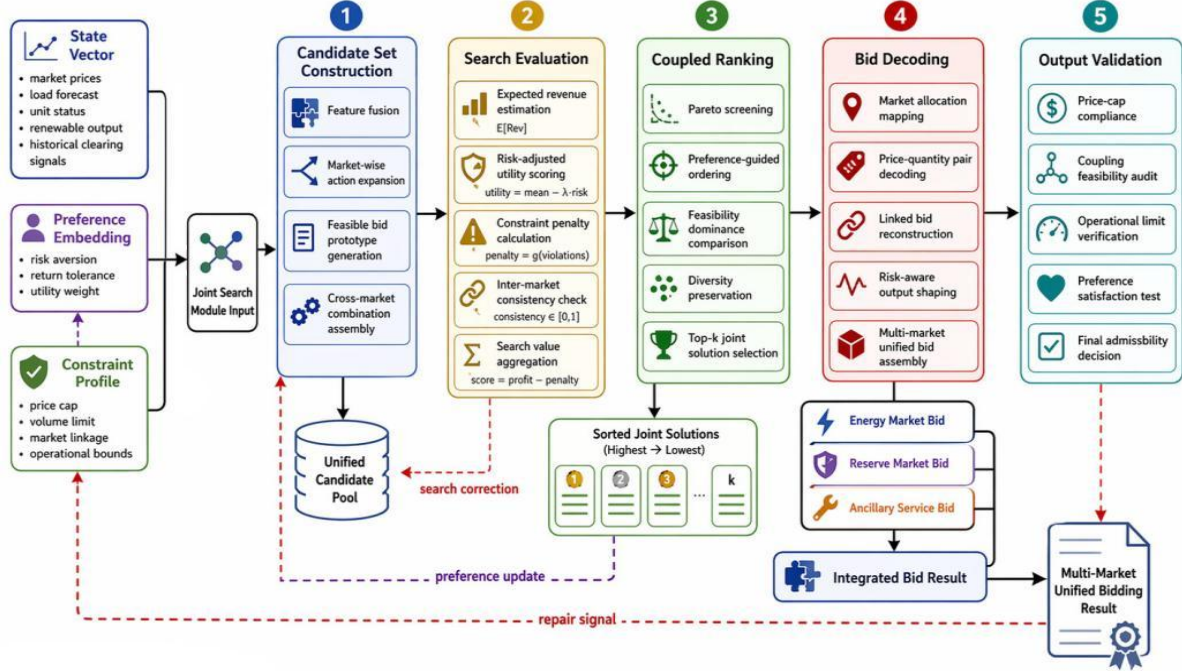 State
Vector
• market prices
• load forecast
• unit status
• renewable output
• historical clearing
signals
Preference
Embedding
• risk aversion
• return tolerance
• utility weight
Constraint
Profile
• price cap
• volume limit
• market linkage
• operational bounds
Joint Search
Module Input
1
Candidate Set
Construction
Feature fusion
Market-wise
action expansion
Feasible bid
prototype
generation
Cross-market
combination
assembly
Unified
Candidate
Pool
2
Search Evaluation
Expected revenue
estimation
E[Rev]
Risk-adjusted
utility scoring
utility = mean − λ·risk
Constraint penalty
calculation
penalty = g(violations)
Inter-market
consistency check
consistency ∈ [0,1]
Σ
Search value
aggregation
score = profit − penalty
search correction
3
Coupled Ranking
Pareto screening
Preference-guided
ordering
Feasibility
dominance
comparison
Diversity
preservation
Top-k joint
solution selection
Sorted Joint Solutions
(Highest → Lowest)
1
2
3
...
k
preference update
4
Bid Decoding
Market allocation
mapping
Price-quantity pair
decoding
Linked bid
reconstruction
Risk-aware
output shaping
Multi-market
unified bid
assembly
Energy Market Bid
Reserve Market Bid
Ancillary Service Bid
Integrated Bid Result
5
Output Validation
$
Price-cap
compliance
Coupling
feasibility audit
Operational limit
verification
Preference
satisfaction test
Final admissbility
decision
Multi-Market
Unified Bidding
Result
repair signal